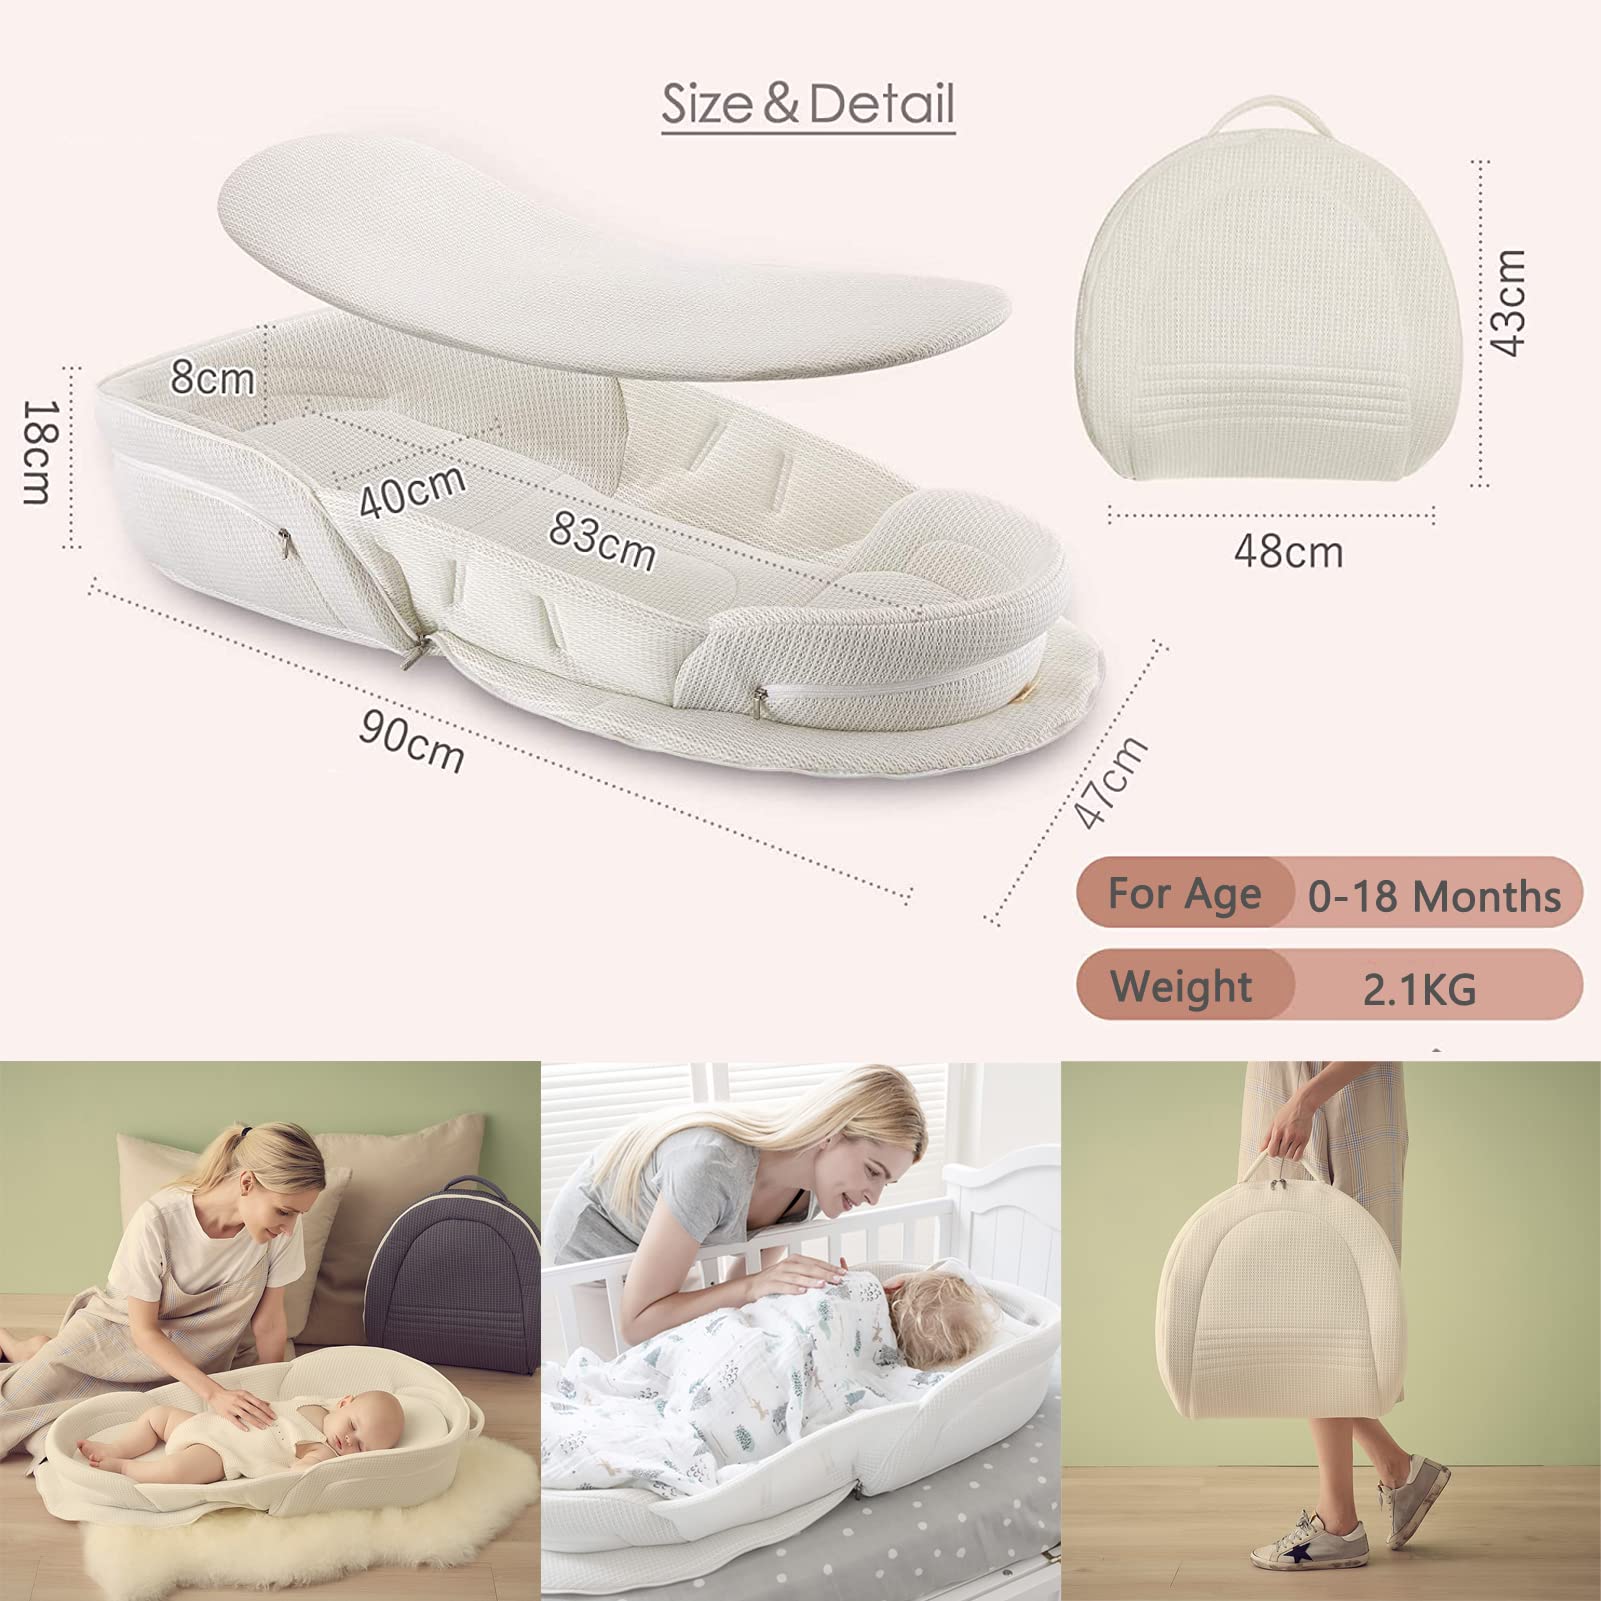 Size & Detail
8cm
18cm
40cm
83cm
90cm
47cm
43cm
48cm
For Age 0-18 Months
Weight 2.1KG